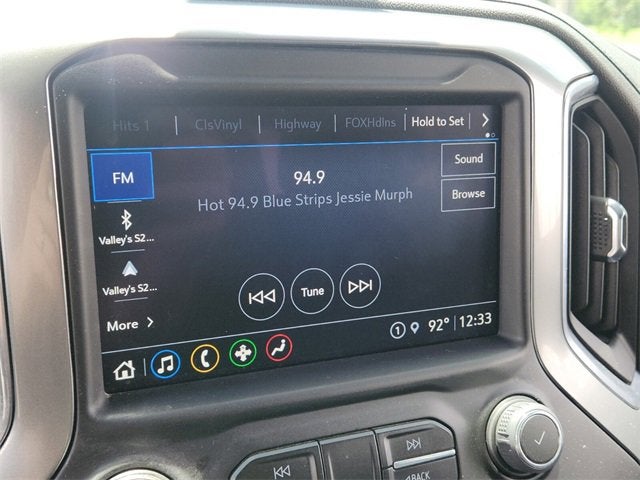 Hits 1 ClsVinyl Highway FOXHdlns Hold to Set
FM
94.9
Sound
Hot 94.9 Blue Strips Jessie Murph
Browse
Valley's S2...
Valley's S2...
Tune
More
1 92° 12:33
BACK